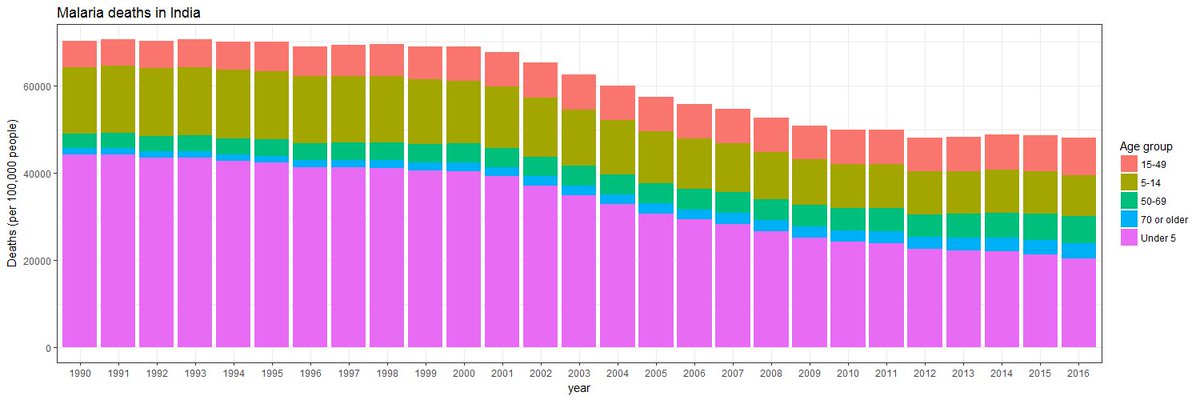 Malaria deaths in India
Deaths (per 100,000 people)
60000
40000
20000
0
1990 1991 1992 1993 1994 1995 1996 1997 1998 1999 2000 2001 2002 2003 2004 2005 2006 2007 2008 2009 2010 2011 2012 2013 2014 2015 2016
year
Age group
15-49
5-14
50-69
70 or older
Under 5